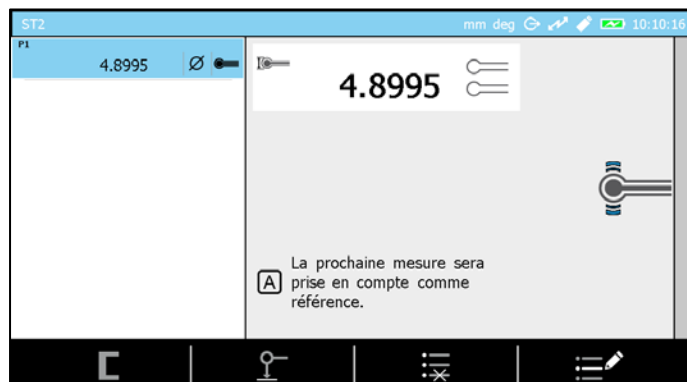 ST2
mm deg 10:10:16
P1
4.8995 Ø
4.8995
A
La prochaine mesure sera
prise en compte comme
référence.